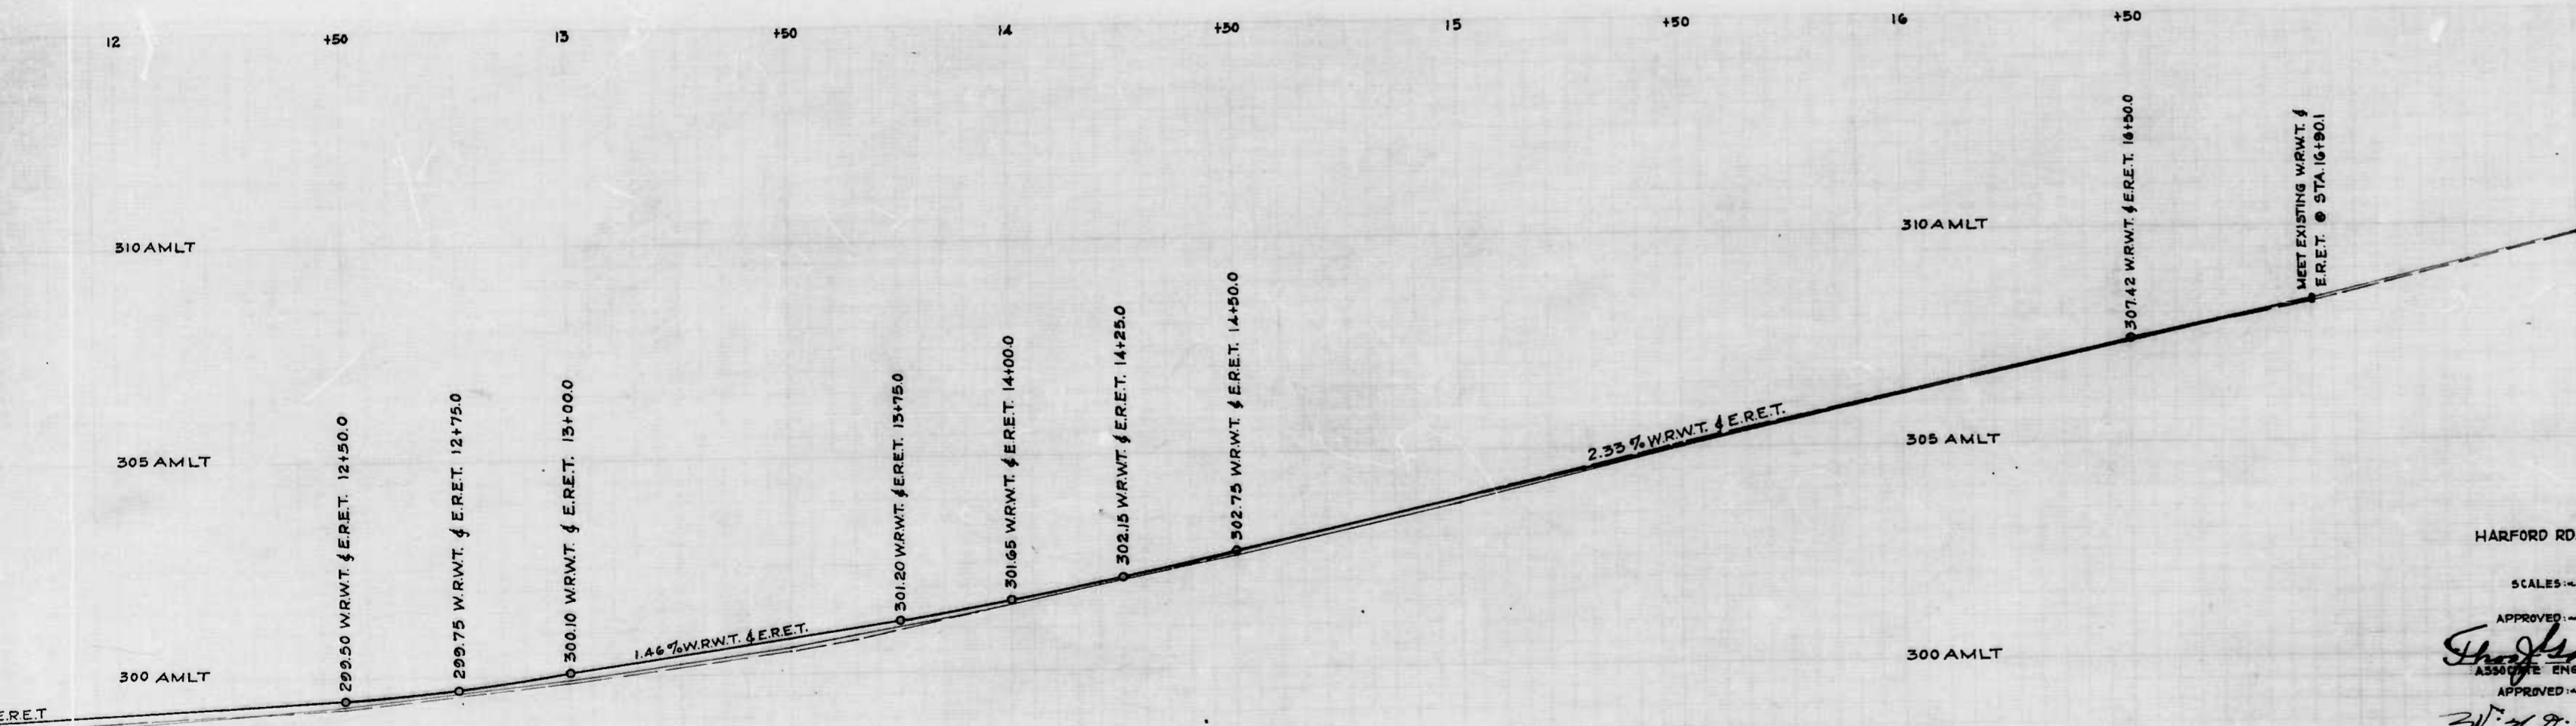 12
+50
13
+50
14
+50
15
+50
16
+50
310 AMLT
310 AMLT
305 AMLT
305 AMLT
300 AMLT
300 AMLT
299.50 W.R.W.T. & E.R.E.T. 12+50.0
299.75 W.R.W.T. & E.R.E.T. 12+75.0
300.10 W.R.W.T. & E.R.E.T. 13+00.0
1.46% W.R.W.T. & E.R.E.T.
301.20 W.R.W.T. & E.R.E.T. 13+75.0
301.65 W.R.W.T. & E.R.E.T. 14+00.0
302.15 W.R.W.T. & E.R.E.T. 14+25.0
302.75 W.R.W.T. & E.R.E.T. 14+50.0
2.33% W.R.W.T. & E.R.E.T.
307.42 W.R.W.T. & E.R.E.T. 16+50.0
MEET EXISTING W.R.W.T. &
E.R.E.T. @ STA. 16+90.1
E.R.E.T
HARFORD RD
SCALES:-
APPROVED:-
ASSOCIATE ENG
APPROVED:-